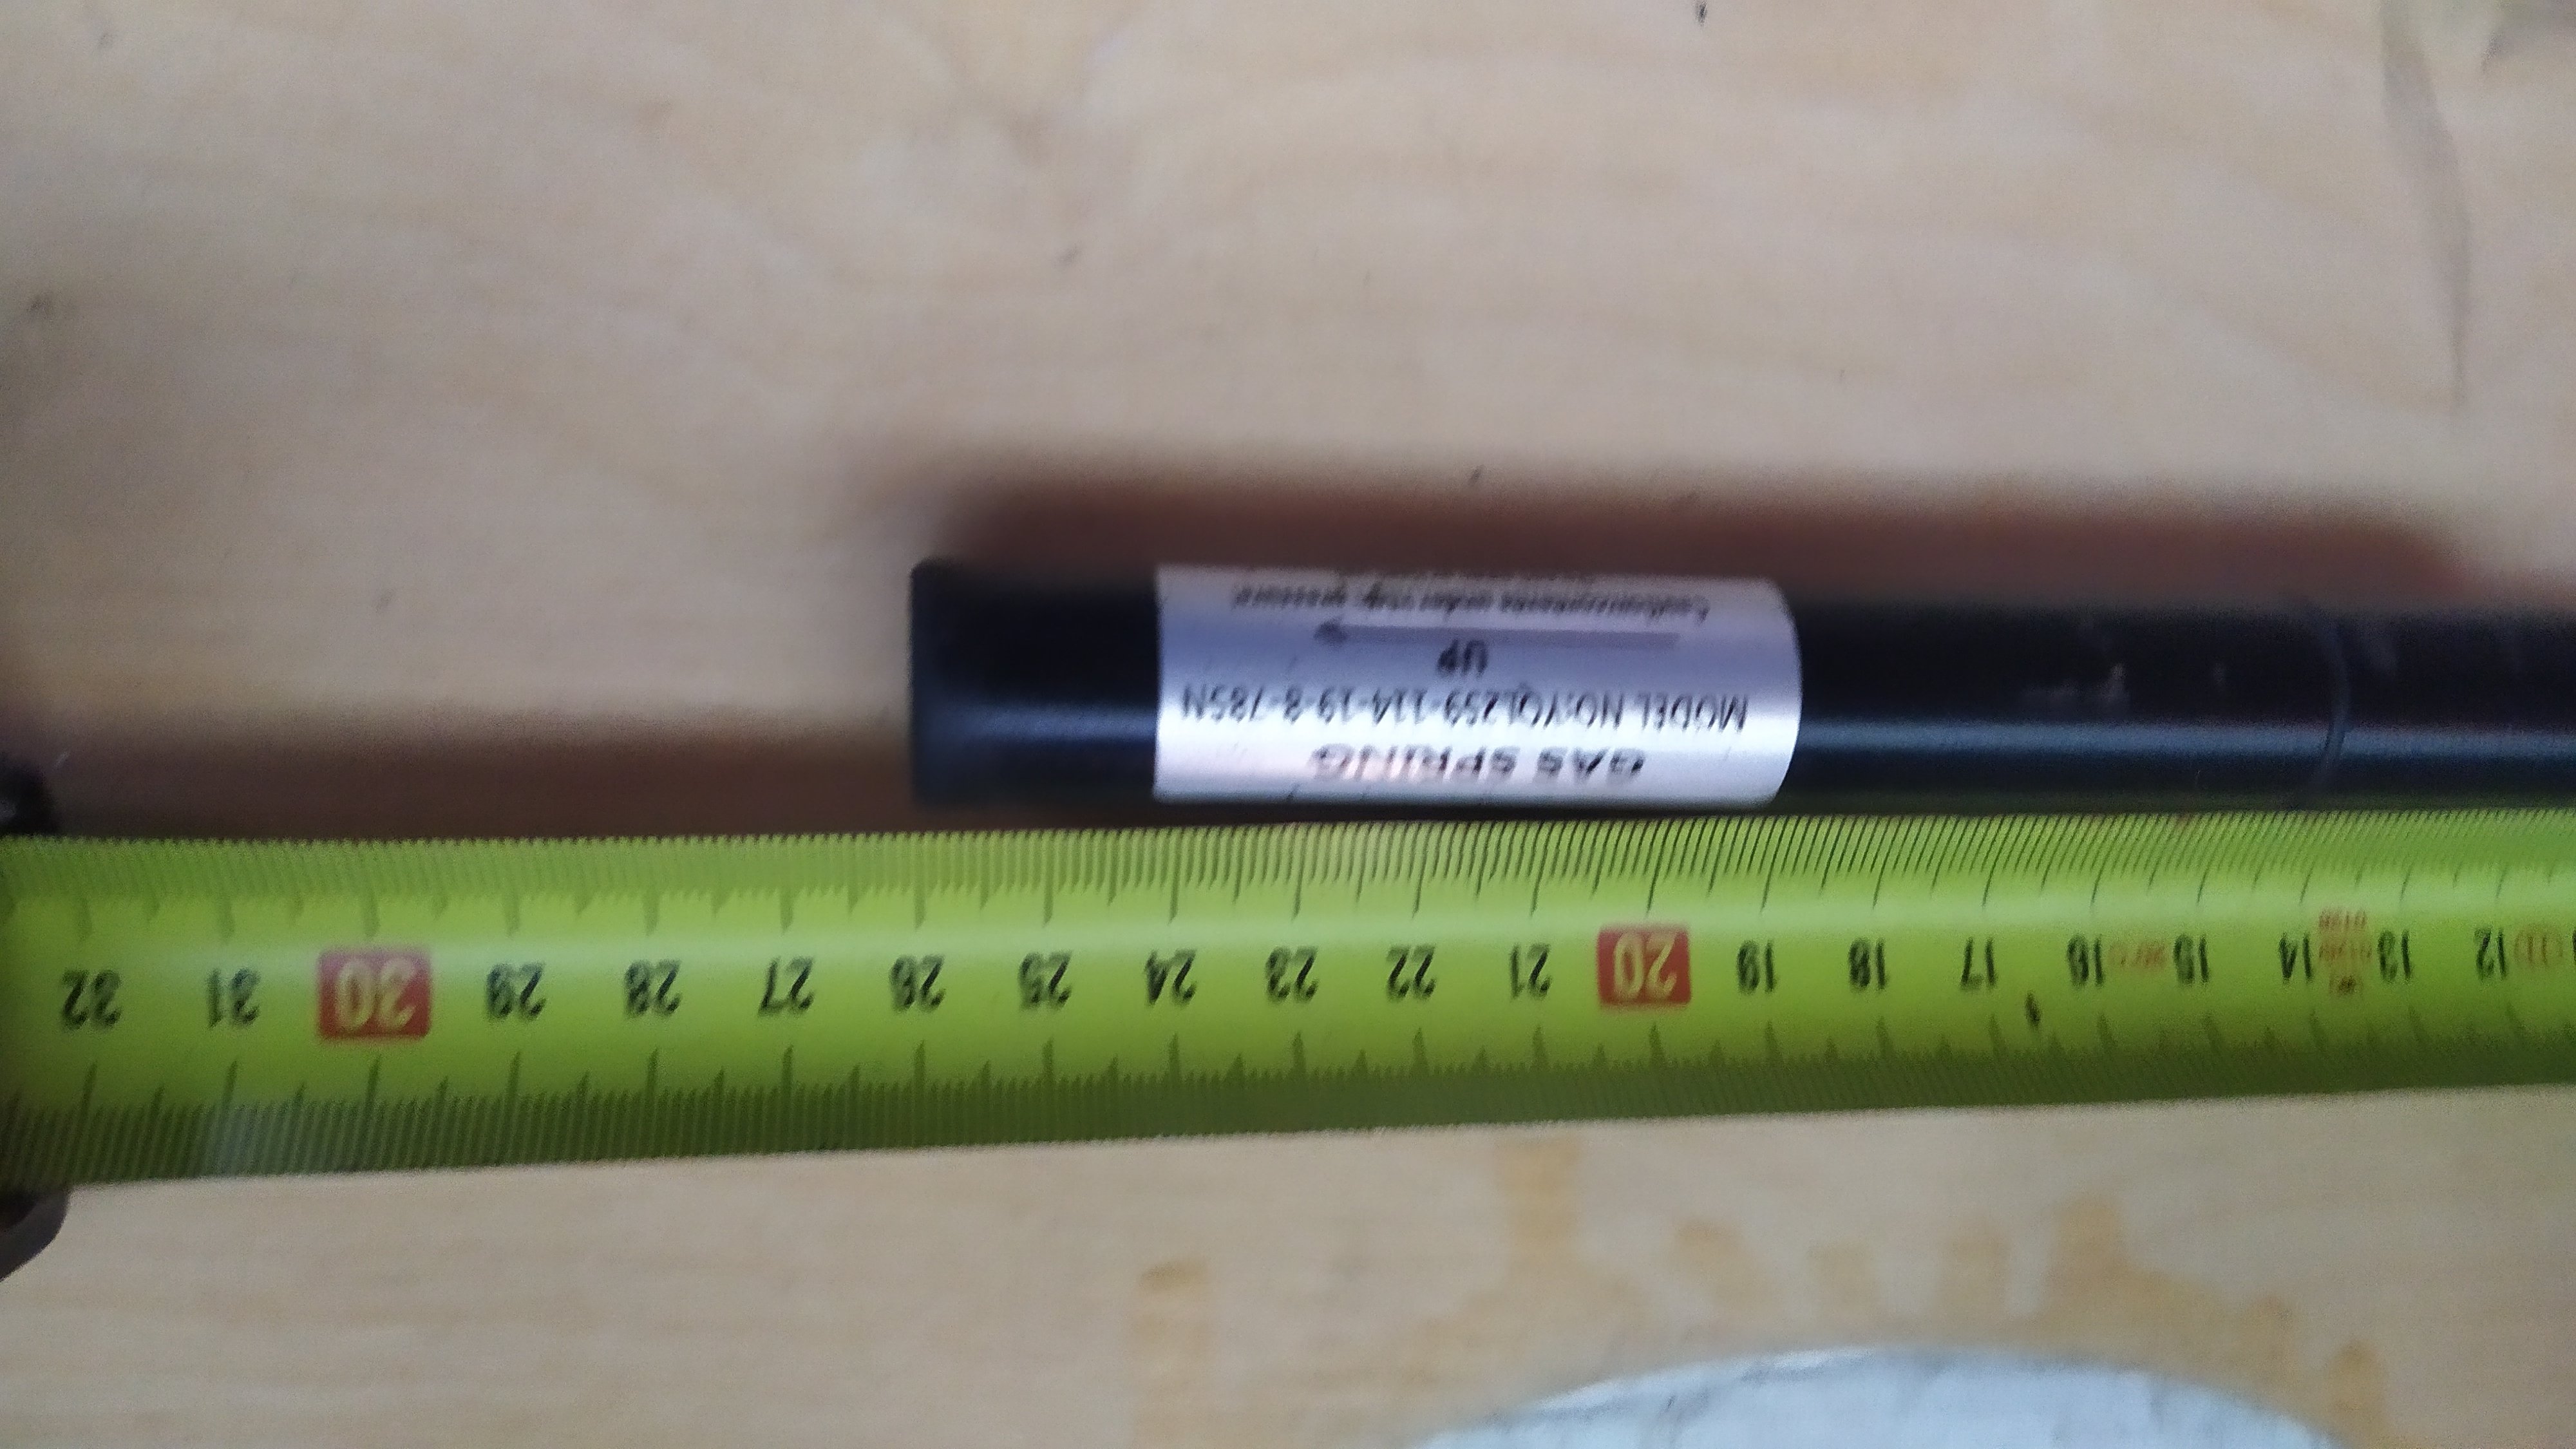 GAS SPRING
MODEL NO:YQL259-114-19-8-785N
UP
32 31 30 29 28 27 26 25 24 23 22 21 20 19 18 17 16 15 14 13 12